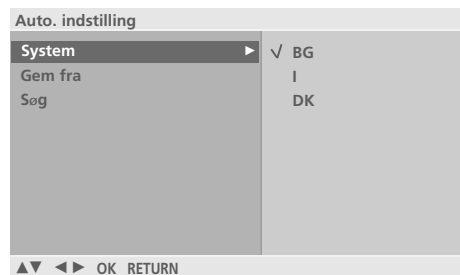 Auto. indstilling
System ► √ BG
Gem fra I
Søg DK
▲▼ ◄► OK RETURN